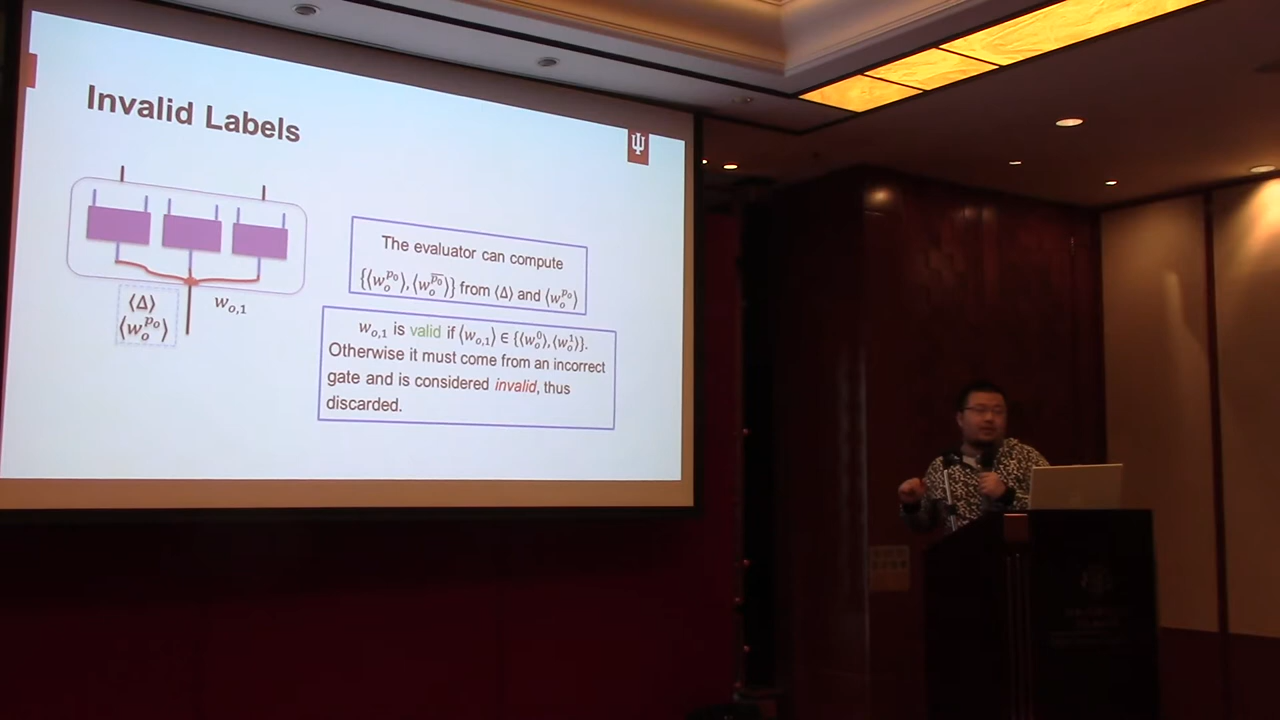 Invalid Labels
Ψ
The evaluator can compute
{⟨w_o^{p_o}⟩, ⟨w_o^{\overline{p_o}}⟩} from ⟨Δ⟩ and ⟨w_o^{p_o}⟩
⟨Δ⟩
⟨w_o^{p_o}⟩
w_{o,1}
w_{o,1} is valid if ⟨w_{o,1}⟩ ∈ {⟨w_o^0⟩, ⟨w_o^1⟩}.
Otherwise it must come from an incorrect
gate and is considered invalid, thus
discarded.